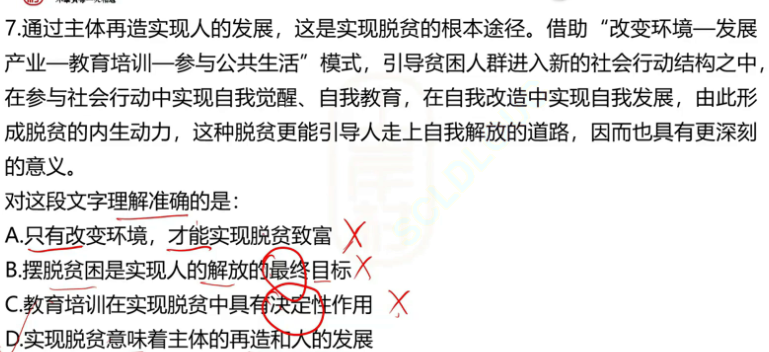 7.通过主体再造实现人的发展，这是实现脱贫的根本途径。借助“改变环境—发展
产业—教育培训—参与公共生活”模式，引导贫困人群进入新的社会行动结构之中，
在参与社会行动中实现自我觉醒、自我教育，在自我改造中实现自我发展，由此形
成脱贫的内生动力，这种脱贫更能引导人走上自我解放的道路，因而也具有更深刻
的意义。
对这段文字理解准确的是：
A.只有改变环境，才能实现脱贫致富
B.摆脱贫困是实现人的解放的最终目标
C.教育培训在实现脱贫中具有决定性作用
D.实现脱贫意味着主体的再造和人的发展